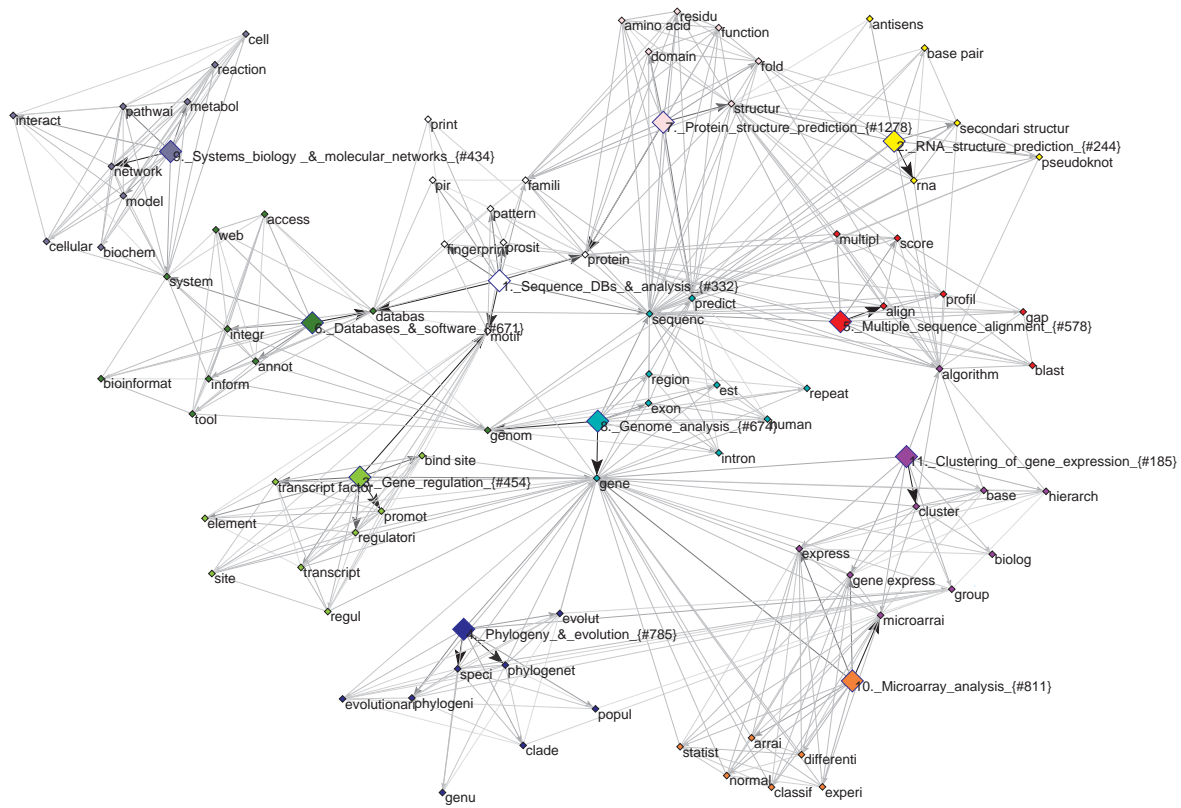 residu
amino acid
antisens
function
cell
base pair
domain
reaction
fold
metabol
pathwai
structur
interact
print
7._Protein_structure_prediction_{#1278}
secondari structur
2._RNA_structure_prediction_{#244}
9._Systems_biology _&_molecular_networks_{#434}
pseudoknot
network
pir
famili
rna
model
pattern
access
web
multipl
score
cellular
biochem
fingerprint
prosit
protein
system
1._Sequence_DBs_&_analysis_{#332}
predict
profil
databas
sequenc
align
gap
6._Databases_&_software_{#671}
5._Multiple_sequence_alignment_{#578}
integr
motif
annot
algorithm
blast
bioinformat
inform
region
est
repeat
exon
tool
human
8._Genome_analysis_{#674}
genom
intron
bind site
11._Clustering_of_gene_expression_{#185}
transcript factor
3._Gene_regulation_{#454}
gene
base
hierarch
element
promot
cluster
regulatori
express
biolog
site
transcript
gene express
group
regul
evolut
microarrai
4._Phylogeny_&_evolution_{#785}
speci
phylogenet
10._Microarray_analysis_{#811}
evolutionari
phylogeni
popul
clade
statist
arrai
differenti
normal
classif
experi
genu